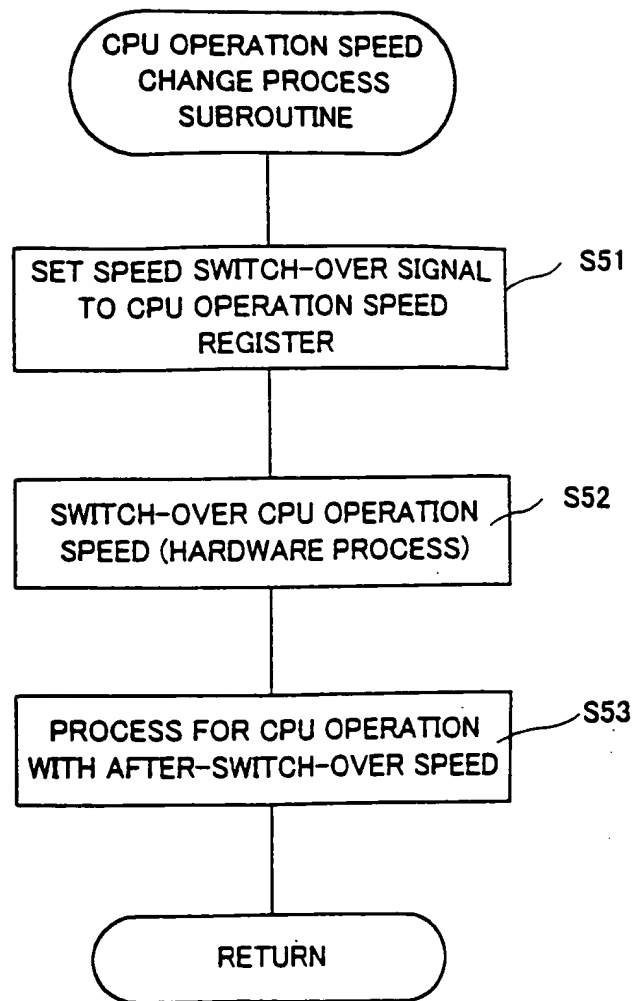 CPU OPERATION SPEED
CHANGE PROCESS
SUBROUTINE
SET SPEED SWITCH-OVER SIGNAL
TO CPU OPERATION SPEED
REGISTER
S51
SWITCH-OVER CPU OPERATION
SPEED (HARDWARE PROCESS)
S52
PROCESS FOR CPU OPERATION
WITH AFTER-SWITCH-OVER SPEED
S53
RETURN